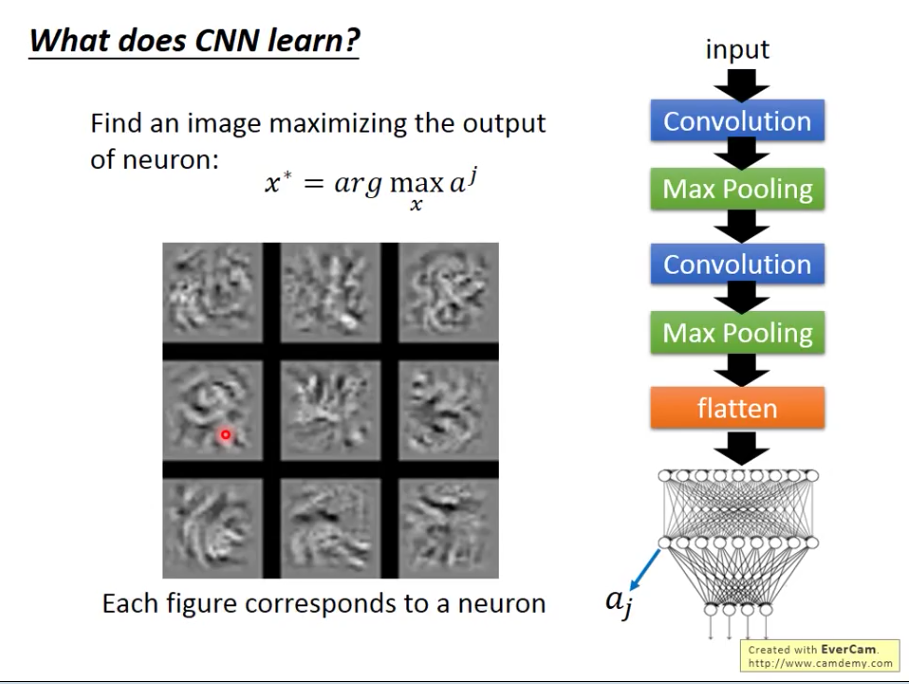 What does CNN learn?
Find an image maximizing the output
of neuron:
x* = arg max a^j
x
Each figure corresponds to a neuron
input
Convolution
Max Pooling
Convolution
Max Pooling
flatten
a_j
Created with EverCam.
http://www.camdemy.com